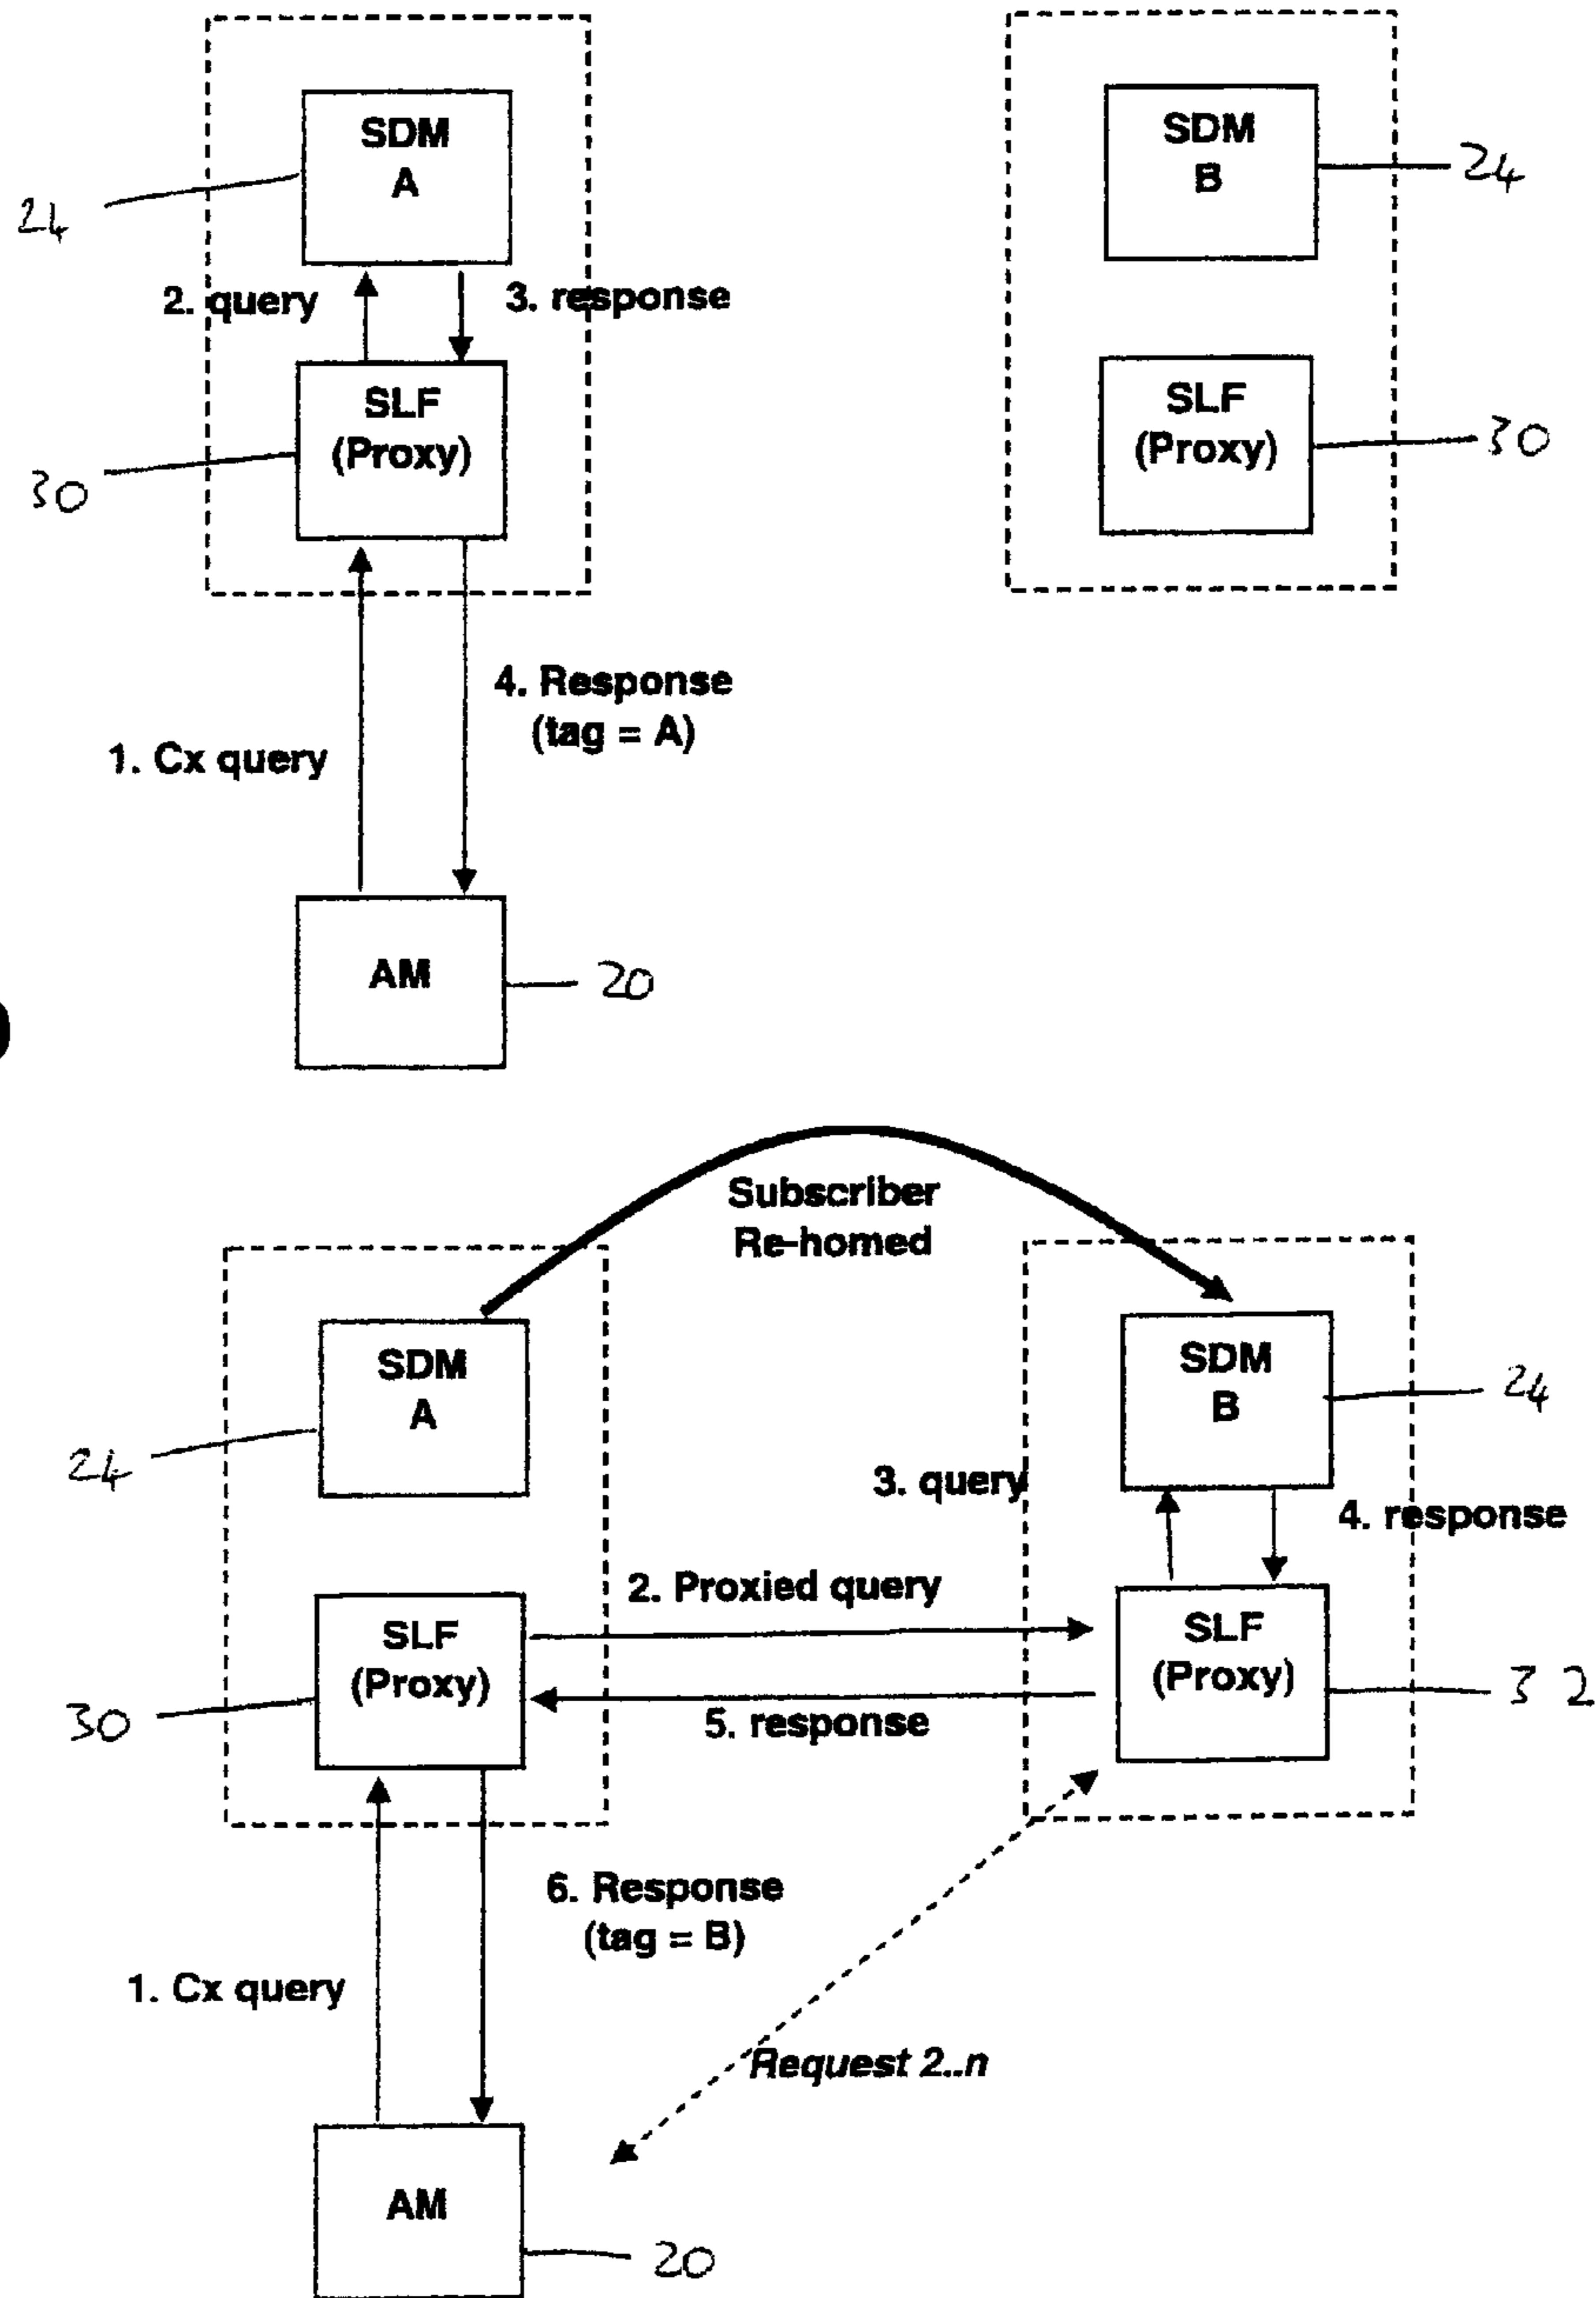 SDM
A
24
2. query
3. response
SLF
(Proxy)
30
4. Response
(tag = A)
1. Cx query
AM
20
SDM
B
24
SLF
(Proxy)
30
Subscriber
Re-homed
SDM
A
24
SDM
B
24
3. query
4. response
2. Proxied query
SLF
(Proxy)
30
5. response
SLF
(Proxy)
32
6. Response
(tag = B)
1. Cx query
Request 2..n
AM
20